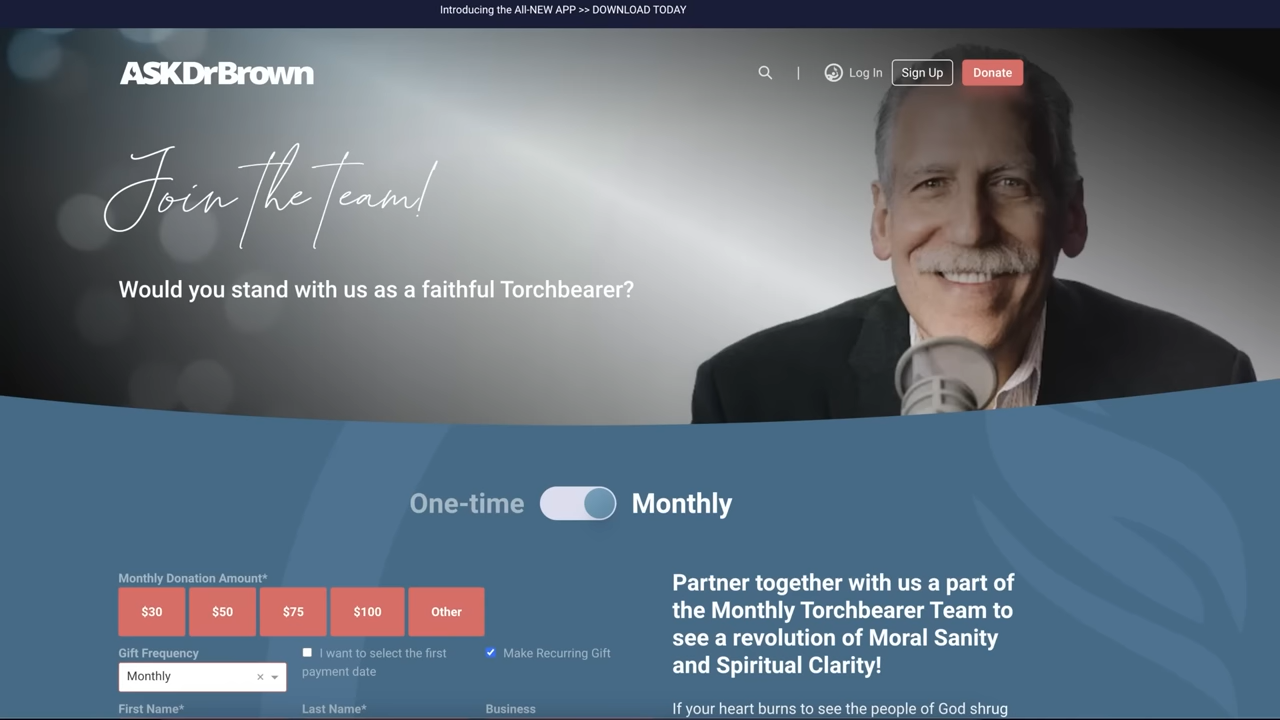 Introducing the All-NEW APP >> DOWNLOAD TODAY
ASKDrBrown
|
Log In
Sign Up
Donate
Join the team!
Would you stand with us as a faithful Torchbearer?
One-time
Monthly
Monthly Donation Amount*
$30
$50
$75
$100
Other
Gift Frequency
Monthly
I want to select the first
payment date
Make Recurring Gift
First Name*
Last Name*
Business
Partner together with us a part of
the Monthly Torchbearer Team to
see a revolution of Moral Sanity
and Spiritual Clarity!
If your heart burns to see the people of God shrug